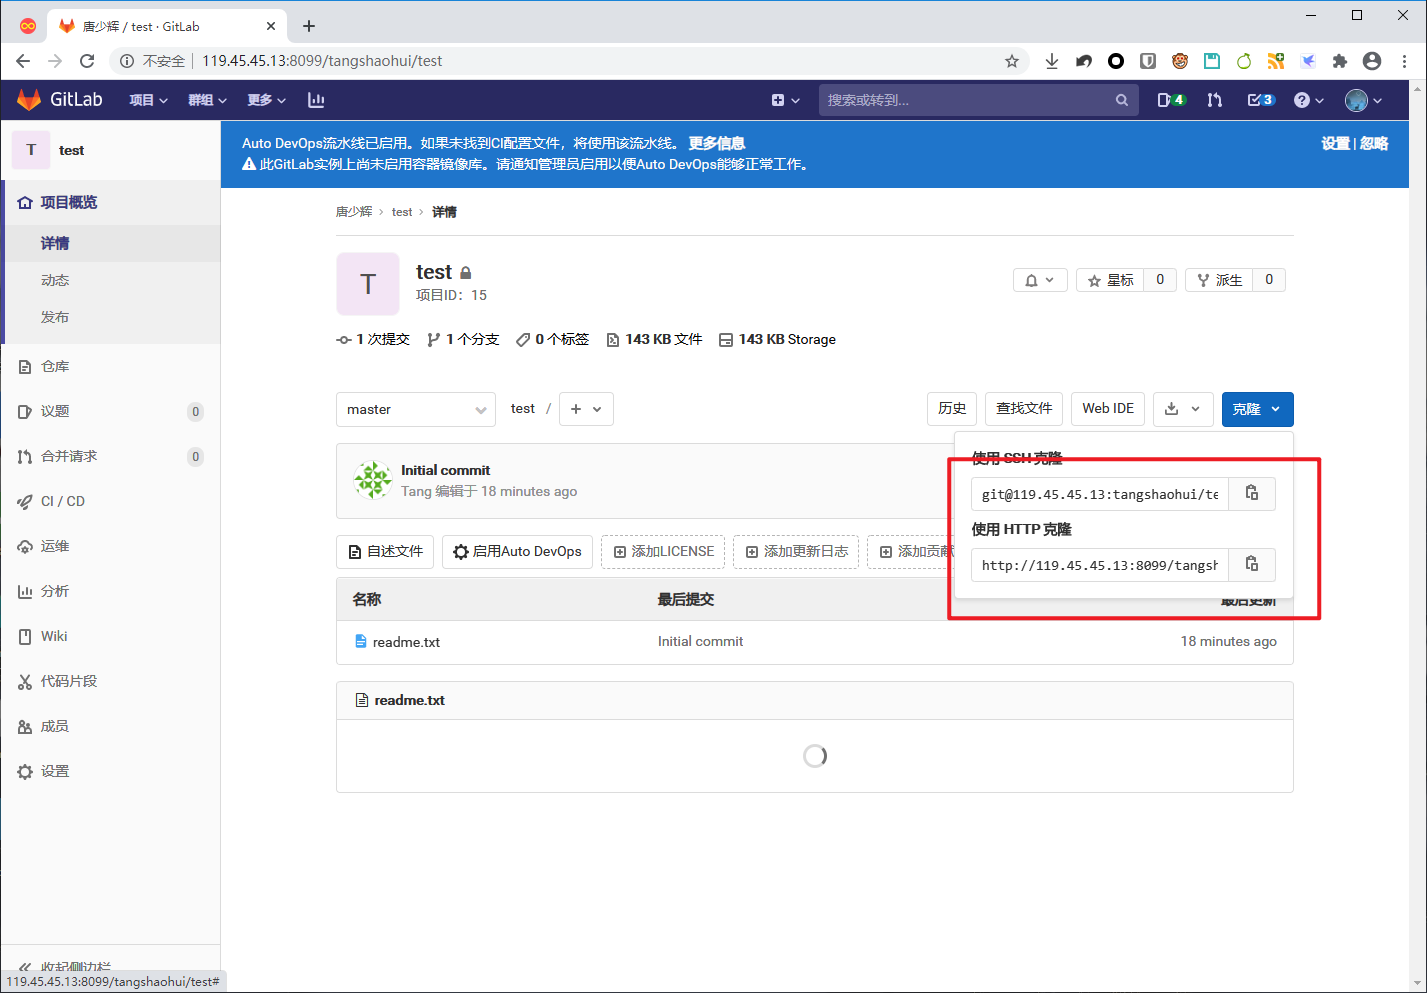 唐少辉 / test · GitLab
不安全
119.45.45.13:8099/tangshaohui/test
GitLab
项目
群组
更多
搜索或转到...
4
3
T
test
项目概览
详情
动态
发布
仓库
议题
0
合并请求
0
CI / CD
运维
分析
Wiki
代码片段
成员
设置
收起侧边栏
119.45.45.13:8099/tangshaohui/test#
Auto DevOps流水线已启用。如果未找到CI配置文件，将使用该流水线。 更多信息
设置 | 忽略
此GitLab实例上尚未启用容器镜像库。请通知管理员启用以便Auto DevOps能够正常工作。
唐少辉 › test › 详情
T
test
项目ID：15
星标
0
派生
0
1 次提交
1 个分支
0 个标签
143 KB 文件
143 KB Storage
master
test /
历史
查找文件
Web IDE
克隆
Initial commit
Tang 编辑于 18 minutes ago
使用 SSH 克隆
git@119.45.45.13:tangshaohui/te
使用 HTTP 克隆
http://119.45.45.13:8099/tangsh
自述文件
启用Auto DevOps
添加LICENSE
添加更新日志
添加贡献
名称
最后提交
最后更新
readme.txt
Initial commit
18 minutes ago
readme.txt